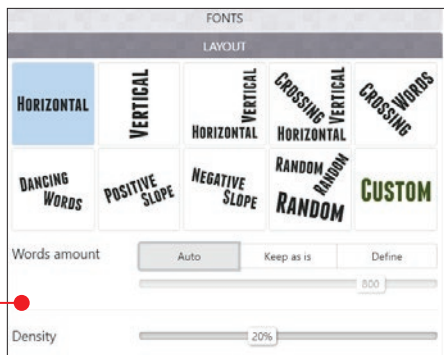 FONTS
LAYOUT
HORIZONTAL
VERTICAL
HORIZONTAL VERTICAL
CROSSING HORIZONTAL VERTICAL
CROSSING WORDS
DANCING WORDS
POSITIVE SLOPE
NEGATIVE SLOPE
RANDOM RANDOM RANDOM
CUSTOM
Words amount
Auto
Keep as is
Define
800
Density
20%